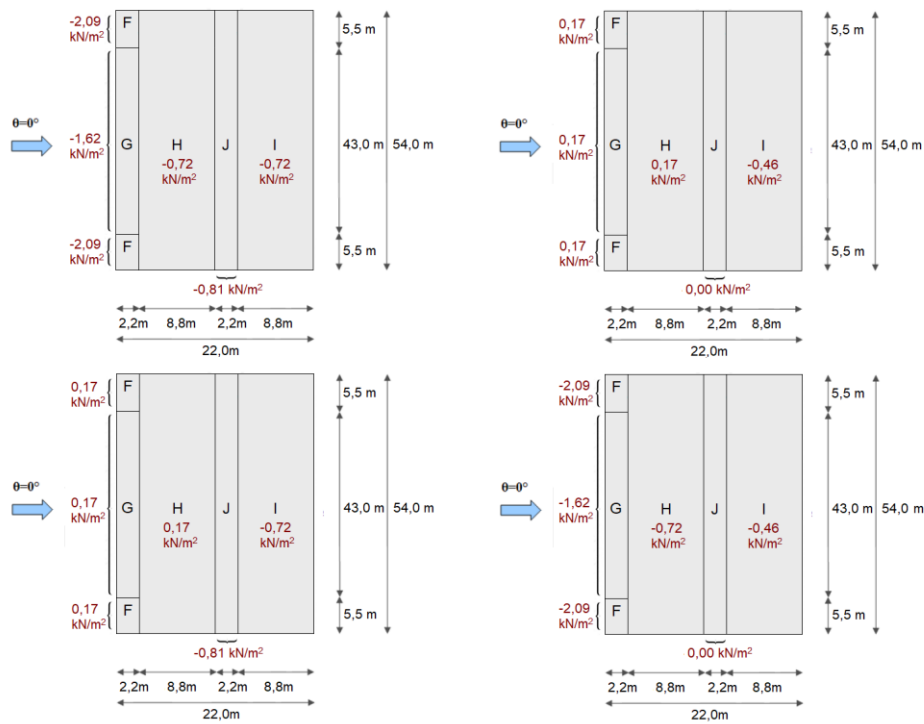 -2,09
kN/m²
F
5,5 m
θ=0°
-1,62
kN/m²
G
H
-0,72
kN/m²
J
I
-0,72
kN/m²
43,0 m
54,0 m
-2,09
kN/m²
F
5,5 m
-0,81 kN/m²
2,2m
8,8m
2,2m
8,8m
22,0m
0,17
kN/m²
F
5,5 m
θ=0°
0,17
kN/m²
G
H
0,17
kN/m²
J
I
-0,46
kN/m²
43,0 m
54,0 m
0,17
kN/m²
F
5,5 m
0,00 kN/m²
2,2m
8,8m
2,2m
8,8m
22,0m
0,17
kN/m²
F
5,5 m
θ=0°
0,17
kN/m²
G
H
0,17
kN/m²
J
I
-0,72
kN/m²
43,0 m
54,0 m
0,17
kN/m²
F
5,5 m
-0,81 kN/m²
2,2m
8,8m
2,2m
8,8m
22,0m
-2,09
kN/m²
F
5,5 m
θ=0°
-1,62
kN/m²
G
H
-0,72
kN/m²
J
I
-0,46
kN/m²
43,0 m
54,0 m
-2,09
kN/m²
F
5,5 m
0,00 kN/m²
2,2m
8,8m
2,2m
8,8m
22,0m